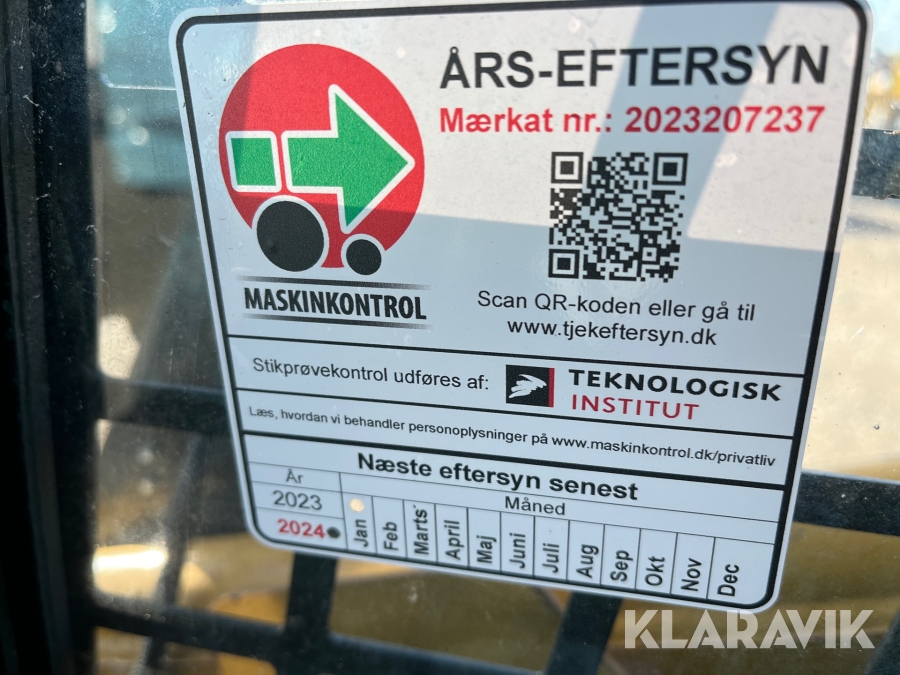 ÅRS-EFTERSYN
Mærkat nr.: 2023207237
MASKINKONTROL
Scan QR-koden eller gå til
www.tjekeftersyn.dk
Stikprøvekontrol udføres af:
TEKNOLOGISK
INSTITUT
Læs, hvordan vi behandler personoplysninger på www.maskinkontrol.dk/privatliv
Næste eftersyn senest
År
Måned
2023
2024
Jan Feb Marts April Maj Juni Juli Aug Sep Okt Nov Dec
KLARAVIK